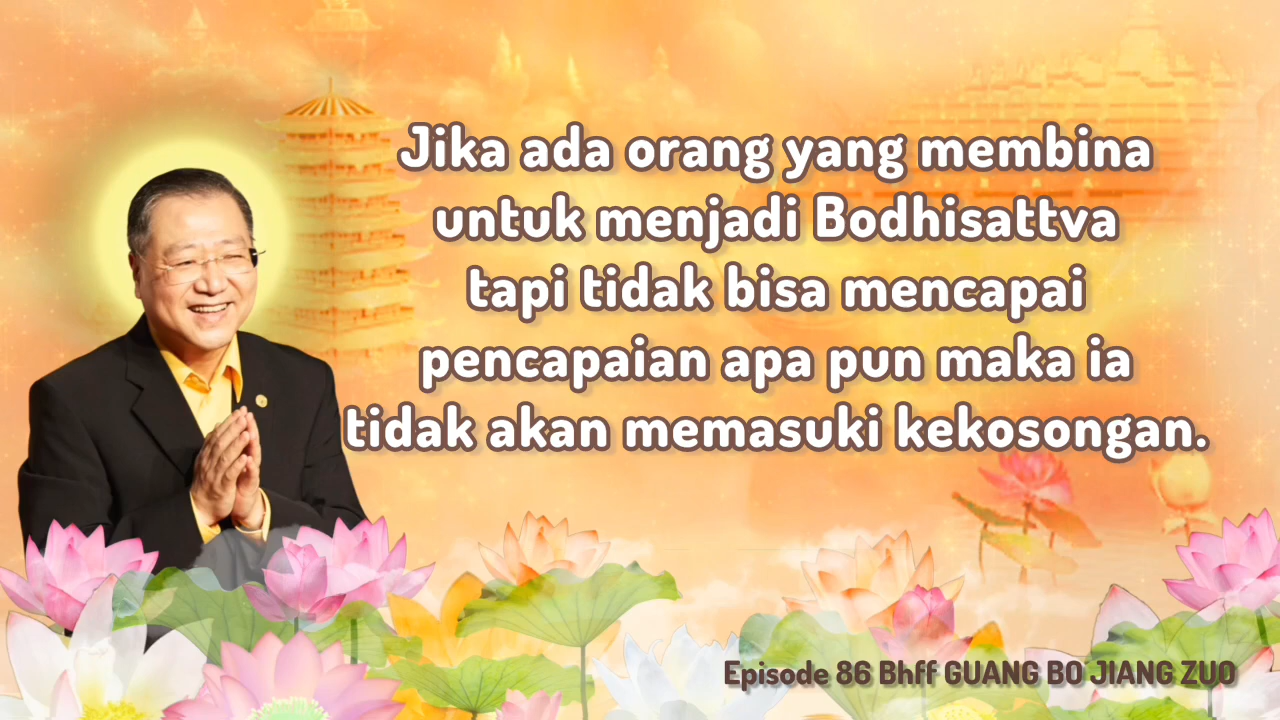 Jika ada orang yang membina
untuk menjadi Bodhisattva
tapi tidak bisa mencapai
pencapaian apa pun maka ia
tidak akan memasuki kekosongan.
Episode 86 Bhff GUANG BO JIANG ZUO